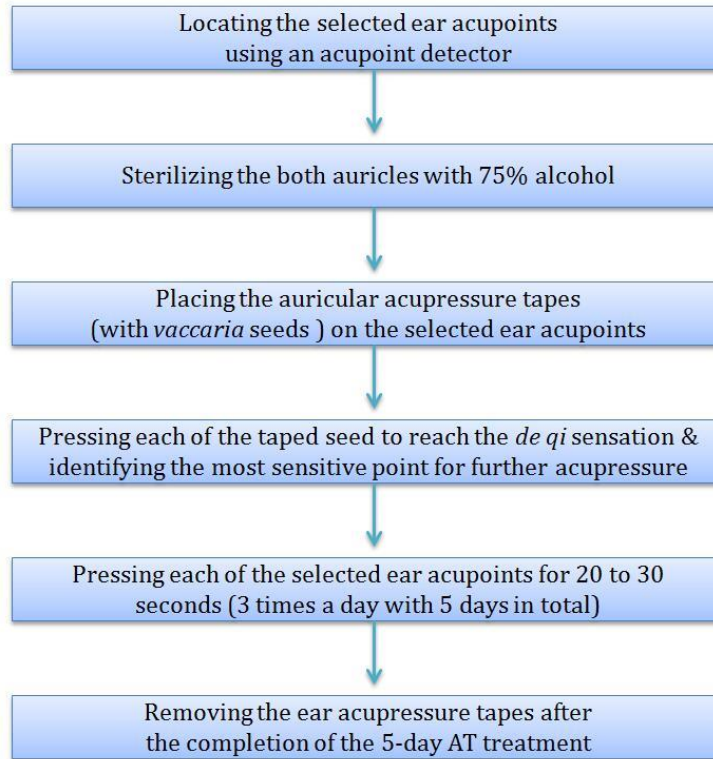 Locating the selected ear acupoints
using an acupoint detector
Sterilizing the both auricles with 75% alcohol
Placing the auricular acupressure tapes
(with vaccaria seeds ) on the selected ear acupoints
Pressing each of the taped seed to reach the de qi sensation &
identifying the most sensitive point for further acupressure
Pressing each of the selected ear acupoints for 20 to 30
seconds (3 times a day with 5 days in total)
Removing the ear acupressure tapes after
the completion of the 5-day AT treatment